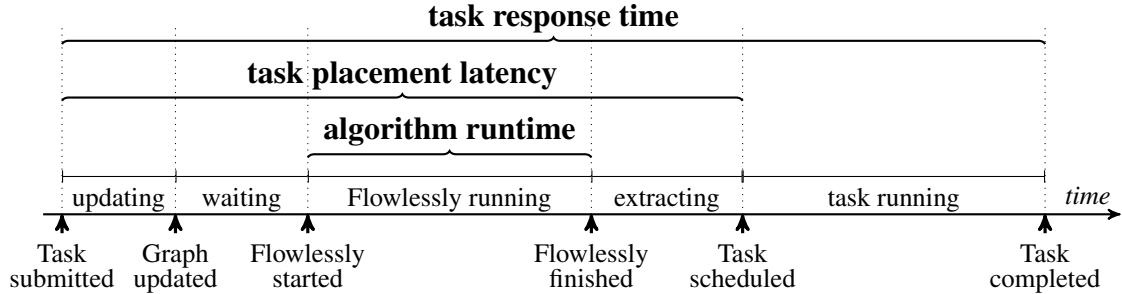 task response time
task placement latency
algorithm runtime
updating waiting Flowlessly running extracting task running time
Task Graph Flowlessly Flowlessly Task Task
submitted updated started finished scheduled completed